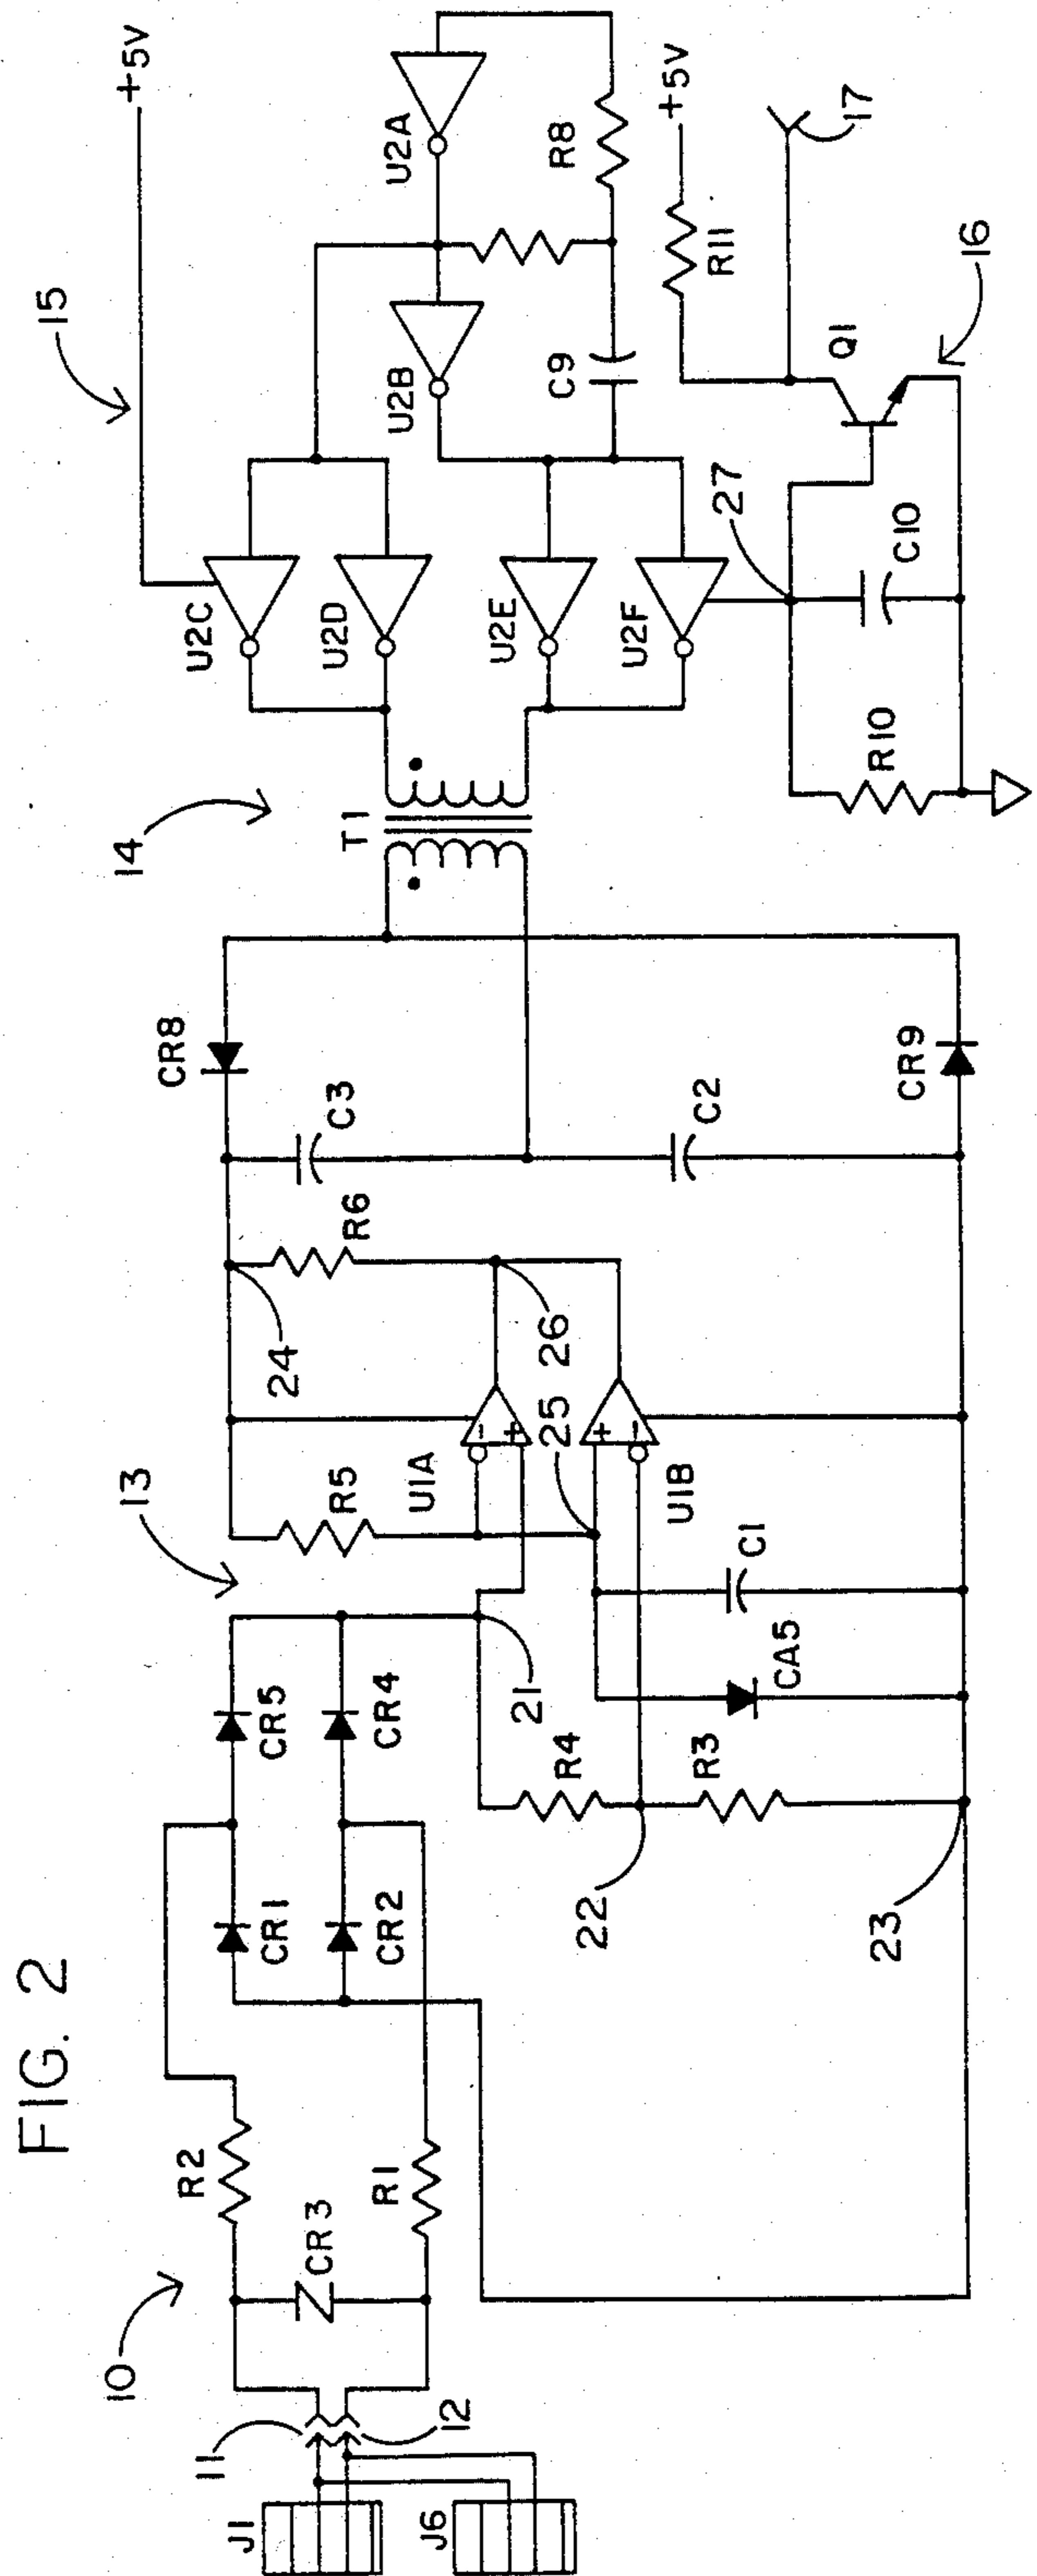 FIG. 2
10
11
12
J1
J6
R2
CR3
R1
CR1
CR5
CR2
CR4
13
21
22
23
R4
R3
CA5
C1
R5
U1A
-
+
25
+
-
U1B
24
26
R6
C3
C2
CR8
CR9
14
T1
15
+5V
U2C
U2D
U2E
U2F
U2B
U2A
R8
C9
27
R10
C10
R11
+5V
Q1
16
17